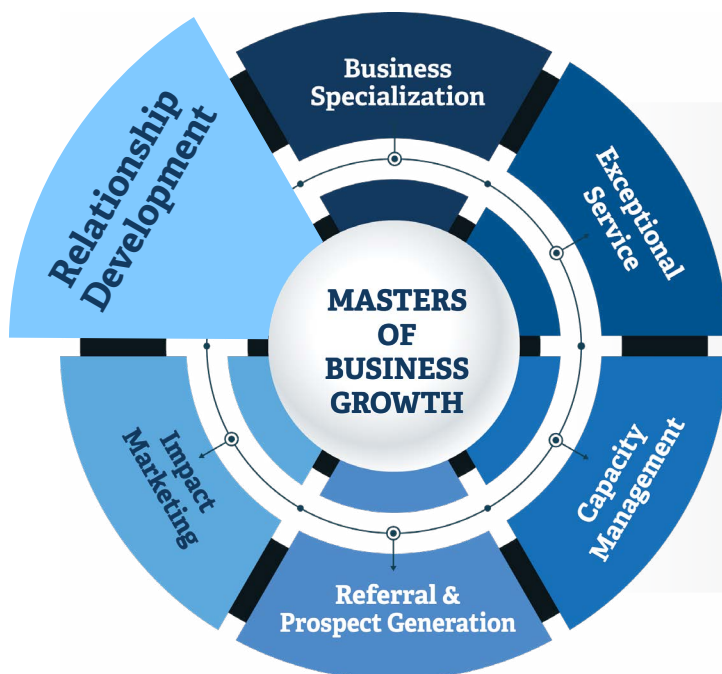 Business
Specialization
Exceptional
Service
Capacity
Management
Referral &
Prospect Generation
Impact
Marketing
Relationship
Development
MASTERS
OF
BUSINESS
GROWTH